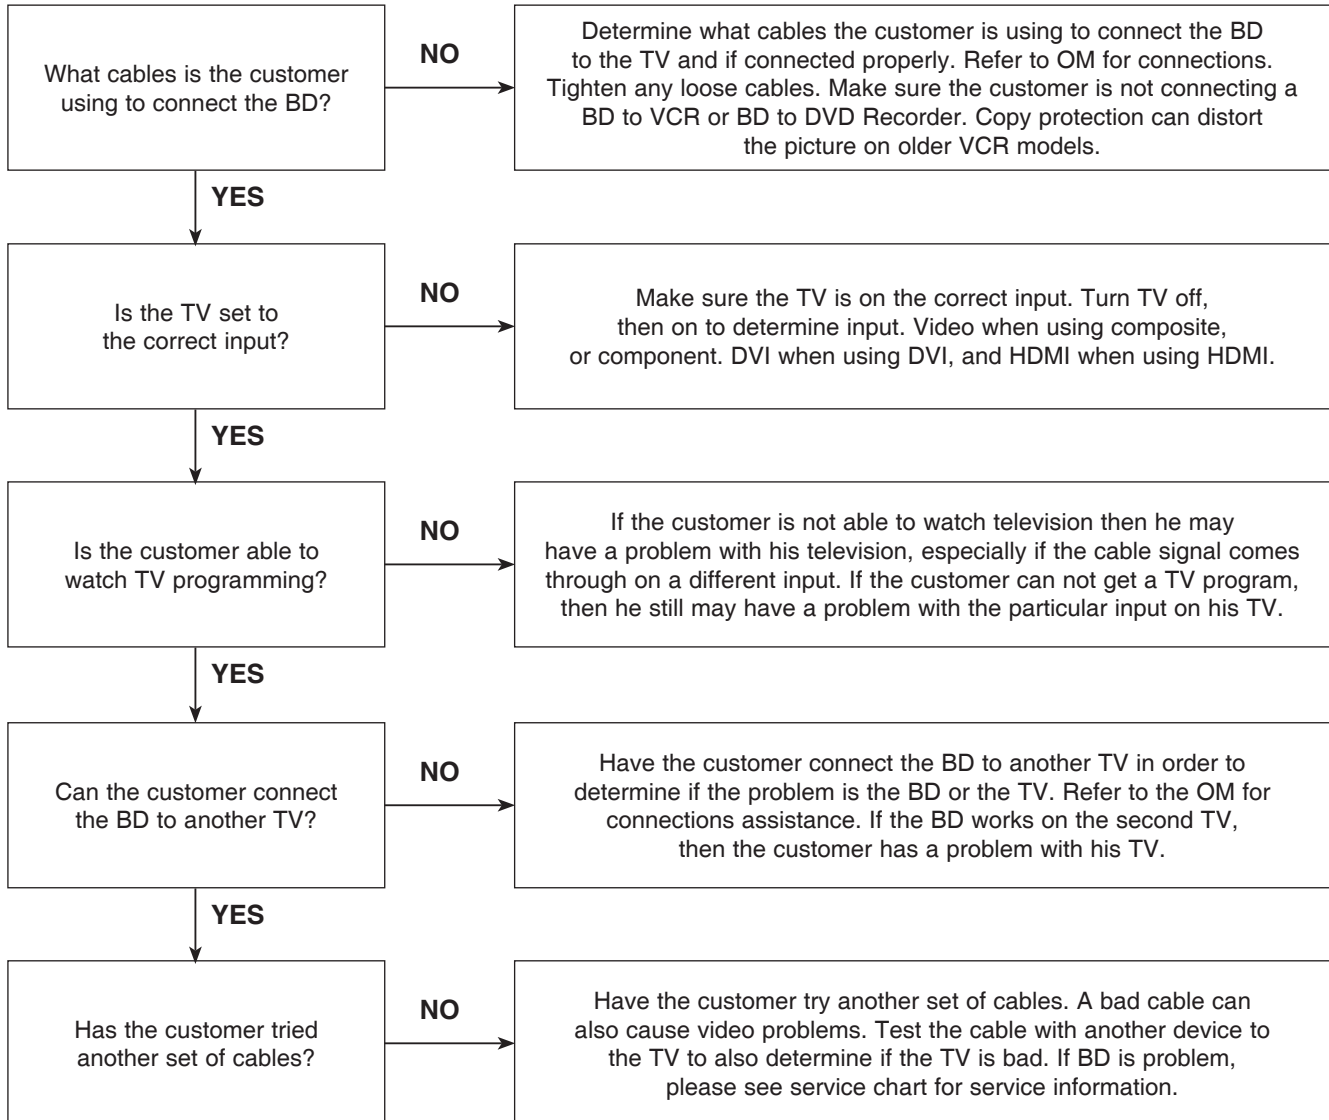 What cables is the customer
using to connect the BD?
NO
Determine what cables the customer is using to connect the BD
to the TV and if connected properly. Refer to OM for connections.
Tighten any loose cables. Make sure the customer is not connecting a
BD to VCR or BD to DVD Recorder. Copy protection can distort
the picture on older VCR models.
YES
Is the TV set to
the correct input?
NO
Make sure the TV is on the correct input. Turn TV off,
then on to determine input. Video when using composite,
or component. DVI when using DVI, and HDMI when using HDMI.
YES
Is the customer able to
watch TV programming?
NO
If the customer is not able to watch television then he may
have a problem with his television, especially if the cable signal comes
through on a different input. If the customer can not get a TV program,
then he still may have a problem with the particular input on his TV.
YES
Can the customer connect
the BD to another TV?
NO
Have the customer connect the BD to another TV in order to
determine if the problem is the BD or the TV. Refer to the OM for
connections assistance. If the BD works on the second TV,
then the customer has a problem with his TV.
YES
Has the customer tried
another set of cables?
NO
Have the customer try another set of cables. A bad cable can
also cause video problems. Test the cable with another device to
the TV to also determine if the TV is bad. If BD is problem,
please see service chart for service information.